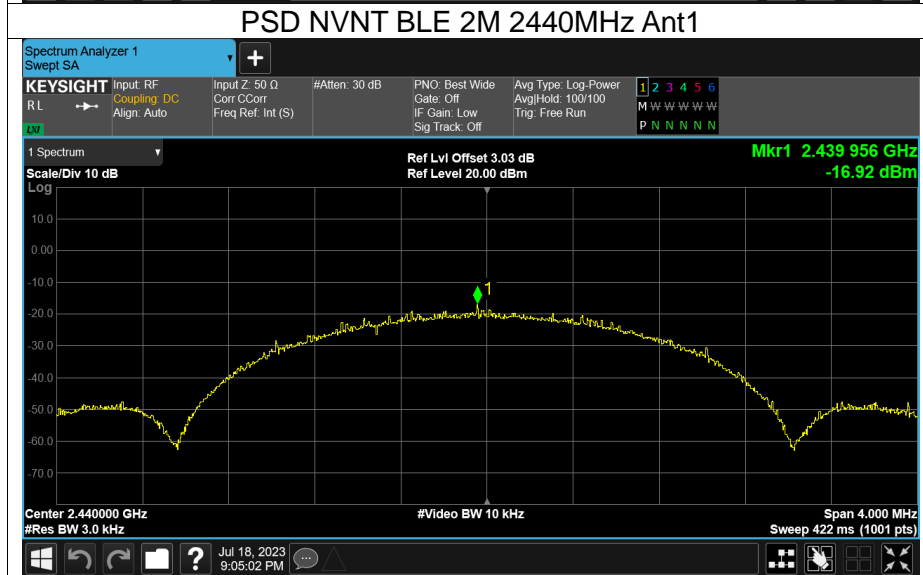 PSD NVNT BLE 2M 2440MHz Ant1
Spectrum Analyzer 1
Swept SA
▼
+
KEYSIGHT
R L
LXI
Input: RF
Coupling: DC
Align: Auto
Input Z: 50 Ω
Corr CCorr
Freq Ref: Int (S)
#Atten: 30 dB
PNO: Best Wide
Gate: Off
IF Gain: Low
Sig Track: Off
Avg Type: Log-Power
Avg|Hold: 100/100
Trig: Free Run
1 2 3 4 5 6
M W W W W W
P N N N N N
1 Spectrum ▼
Scale/Div 10 dB
Ref Lvl Offset 3.03 dB
Ref Level 20.00 dBm
Mkr1 2.439 956 GHz
-16.92 dBm
Log
10.0
0.00
-10.0
-20.0
-30.0
-40.0
-50.0
-60.0
-70.0
1
Center 2.440000 GHz
#Res BW 3.0 kHz
#Video BW 10 kHz
Span 4.000 MHz
Sweep 422 ms (1001 pts)
?
Jul 18, 2023
9:05:02 PM